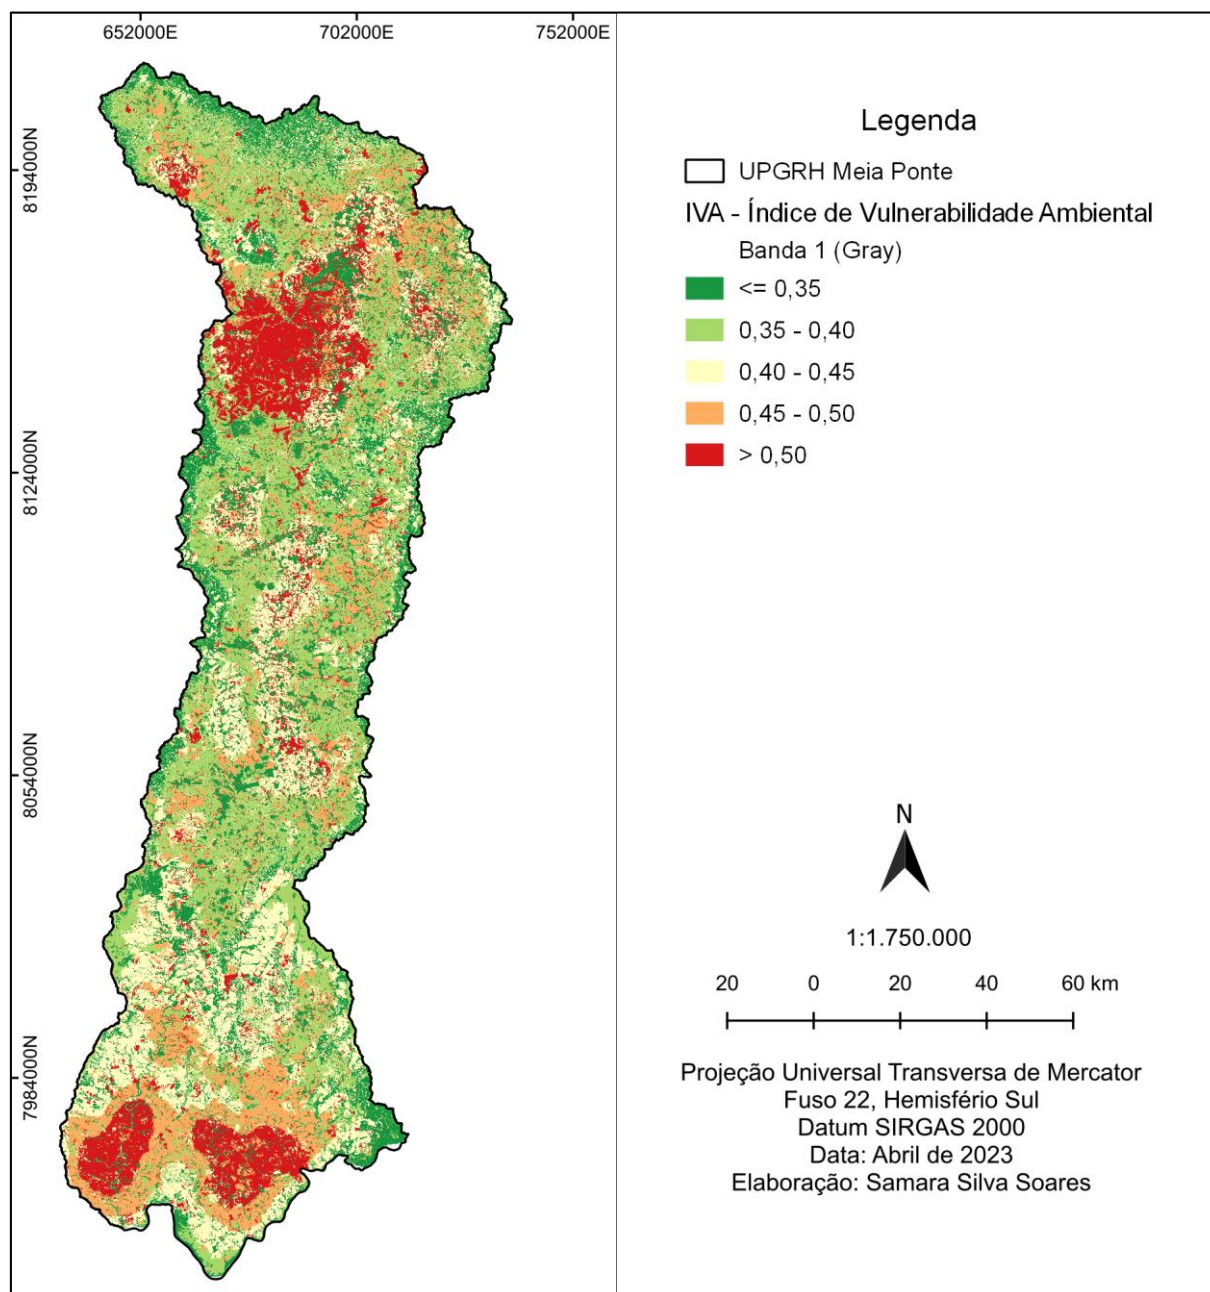 652000E 702000E 752000E
8194000N
8124000N
8054000N
7984000N
Legenda
UPGRH Meia Ponte
IVA - Índice de Vulnerabilidade Ambiental
Banda 1 (Gray)
<= 0,35
0,35 - 0,40
0,40 - 0,45
0,45 - 0,50
> 0,50
N
1:1.750.000
20 0 20 40 60 km
Projeção Universal Transversa de Mercator
Fuso 22, Hemisfério Sul
Datum SIRGAS 2000
Data: Abril de 2023
Elaboração: Samara Silva Soares